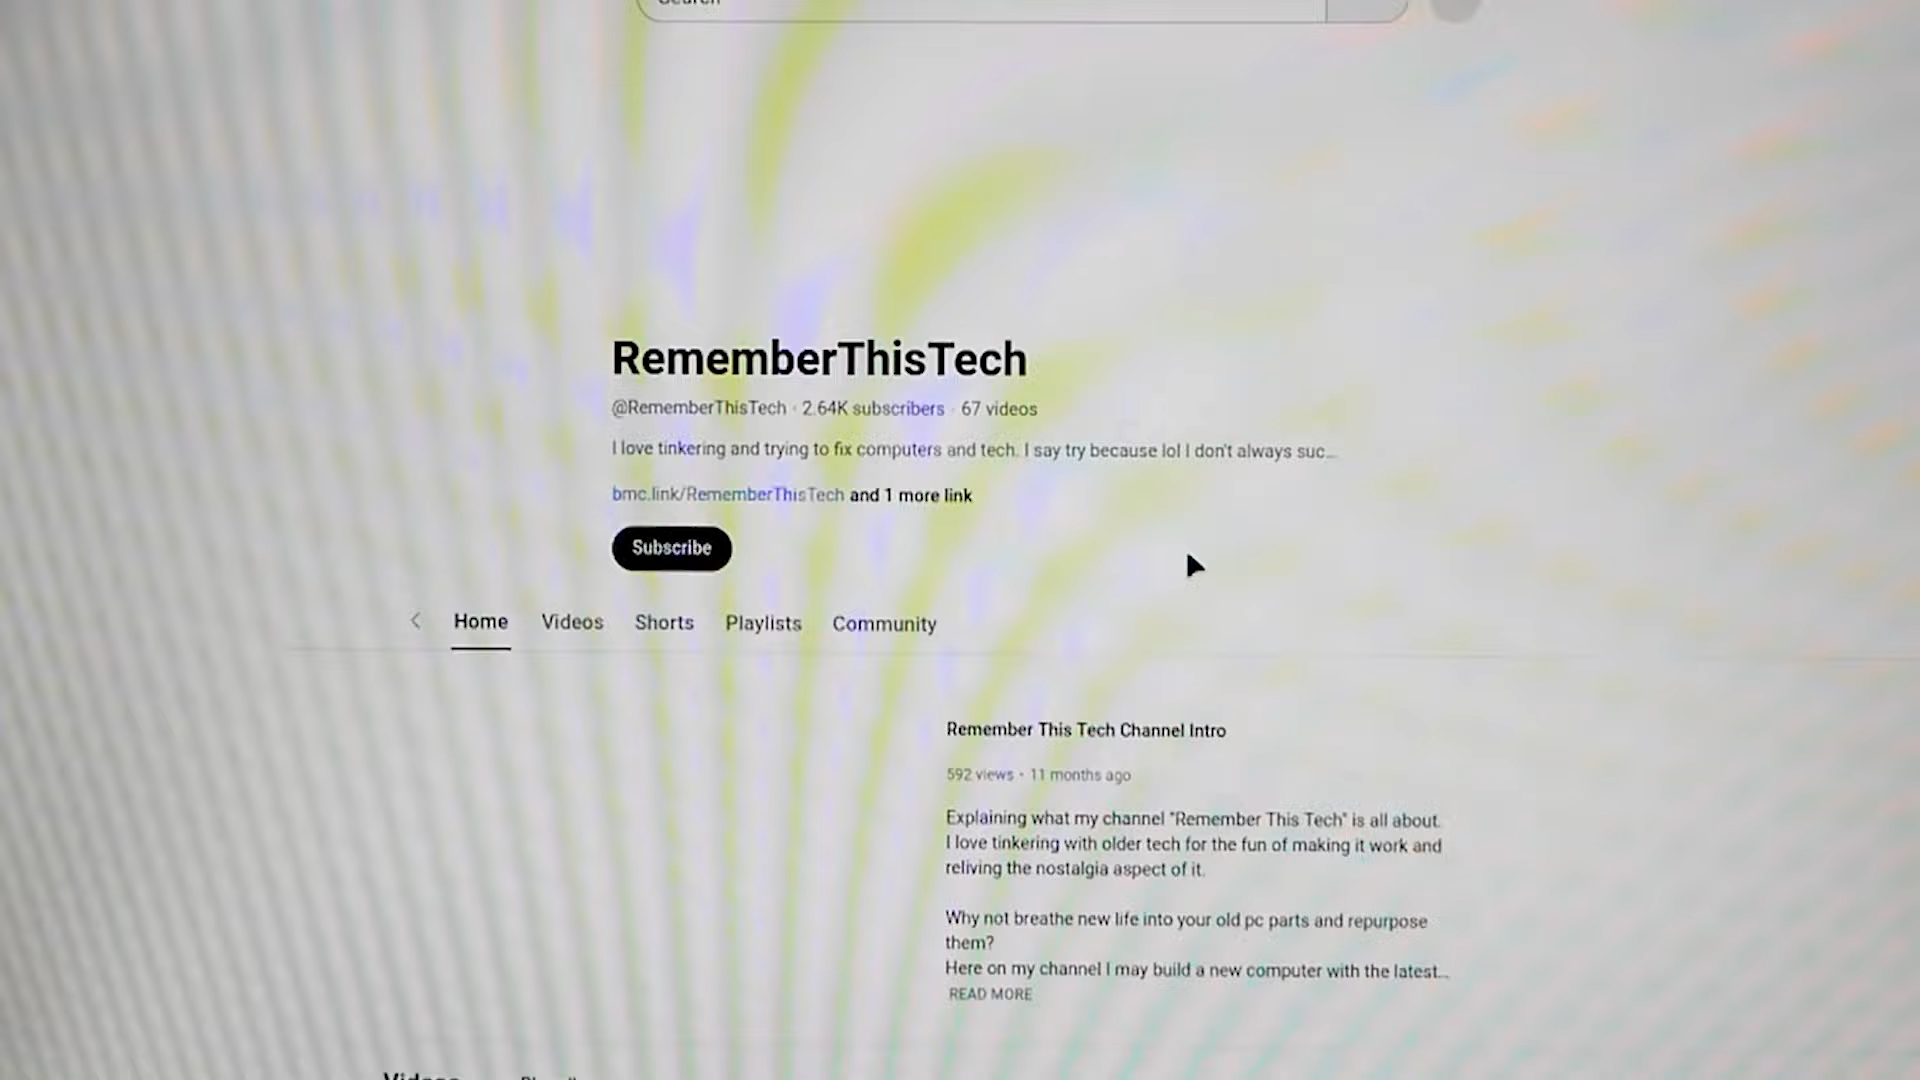 Search
RememberThisTech
@RememberThisTech · 2.64K subscribers · 67 videos
I love tinkering and trying to fix computers and tech. I say try because lol I don't always suc...
bmc.link/RememberThisTech and 1 more link
Subscribe
Home Videos Shorts Playlists Community
Remember This Tech Channel Intro
592 views • 11 months ago
Explaining what my channel "Remember This Tech" is all about.
I love tinkering with older tech for the fun of making it work and
reliving the nostalgia aspect of it.
Why not breathe new life into your old pc parts and repurpose
them?
Here on my channel I may build a new computer with the latest...
READ MORE
Videos